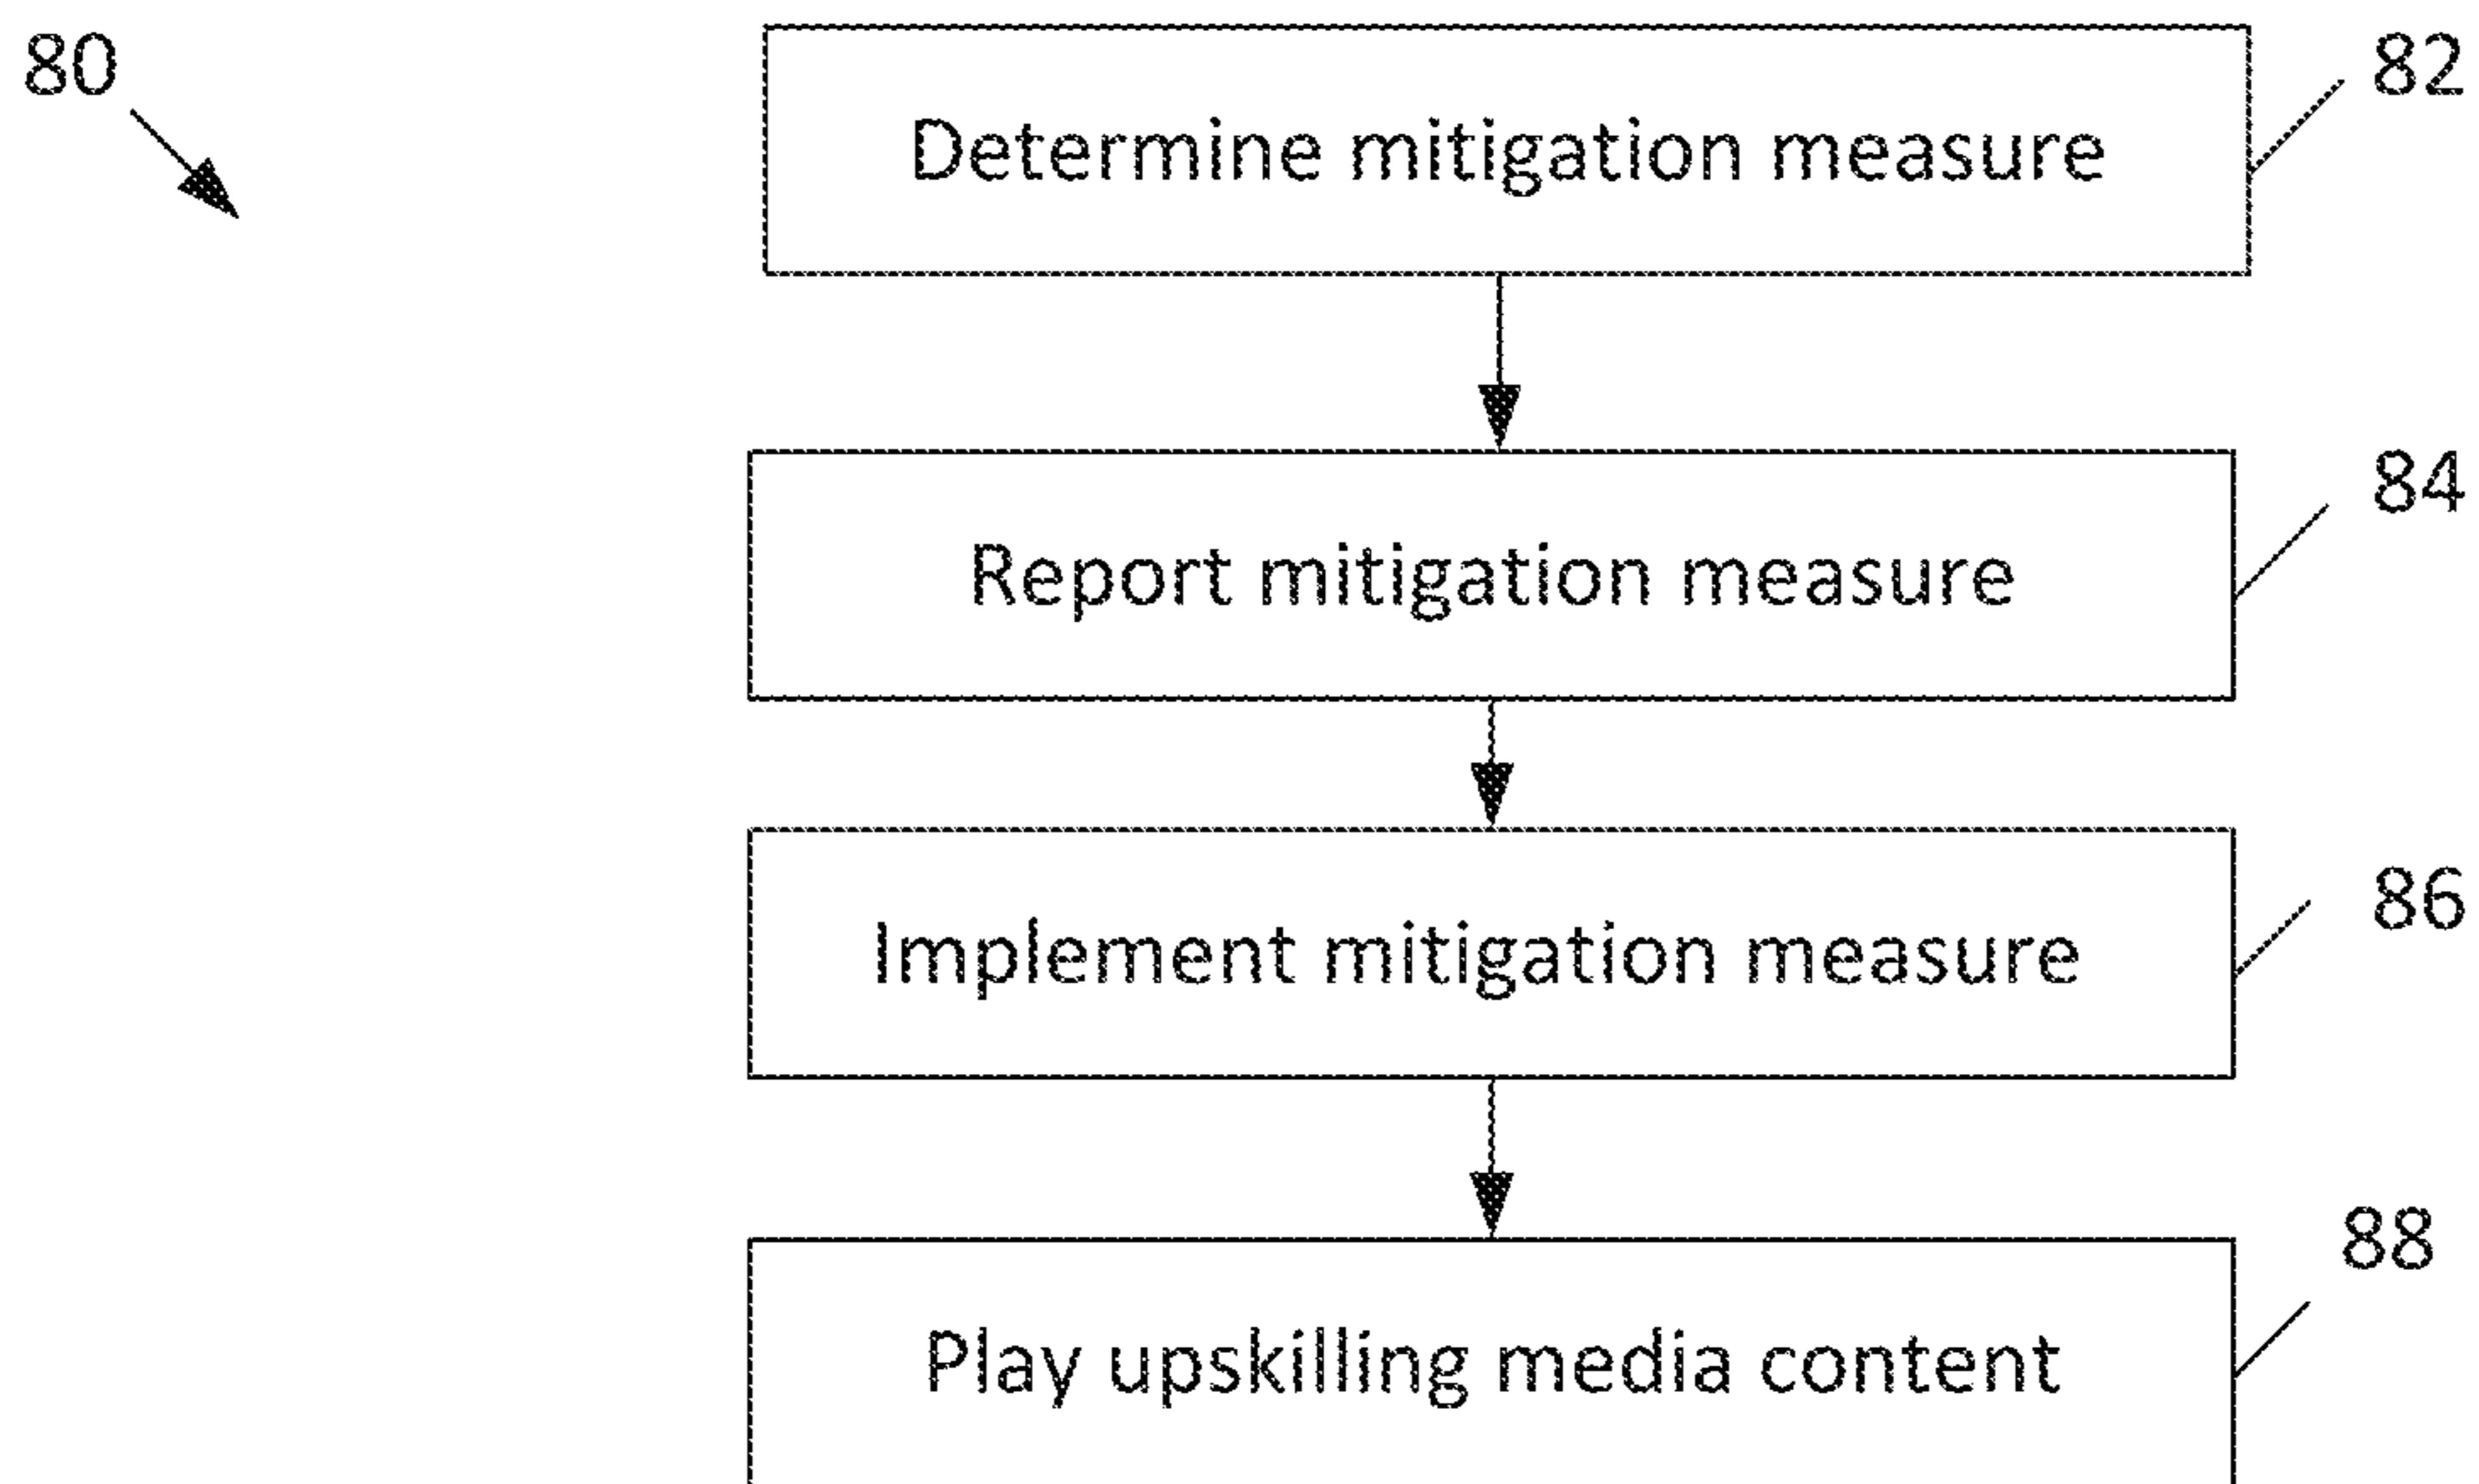 80
82
Determine mitigation measure
84
Report mitigation measure
86
Implement mitigation measure
88
Play upskilling media content